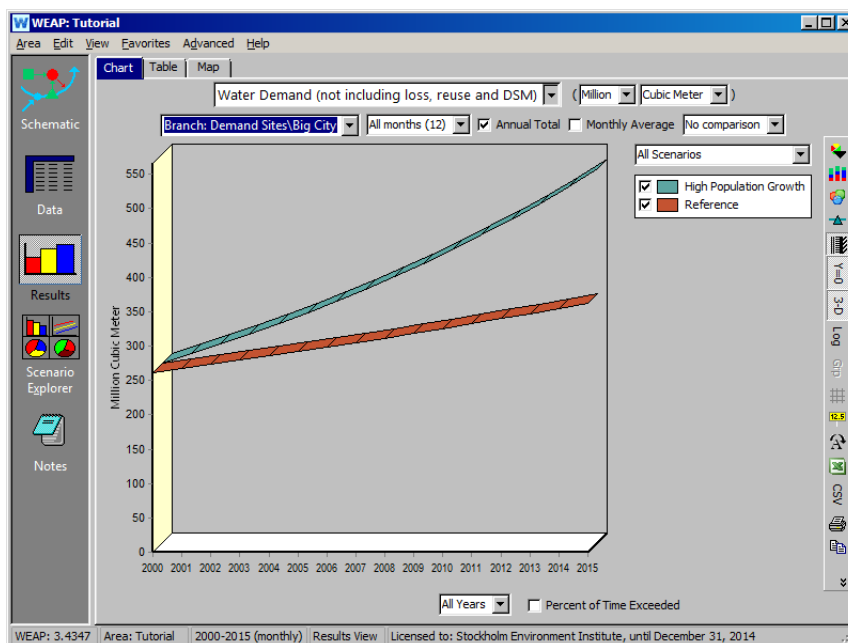 WEAP: Tutorial
Area Edit View Favorites Advanced Help
Chart Table Map
Water Demand (not including loss, reuse and DSM) ( Million Cubic Meter )
Branch: Demand Sites\Big City All months (12) Annual Total Monthly Average No comparison
All Scenarios
High Population Growth
Reference
Schematic
Data
Results
Scenario
Explorer
Notes
Million Cubic Meter
550
500
450
400
350
300
250
200
150
100
50
0
2000 2001 2002 2003 2004 2005 2006 2007 2008 2009 2010 2011 2012 2013 2014 2015
Y=0
3-D
Log
Grp
12.5
A
CSV
All Years Percent of Time Exceeded
WEAP: 3.4347 Area: Tutorial 2000-2015 (monthly) Results View Licensed to: Stockholm Environment Institute, until December 31, 2014